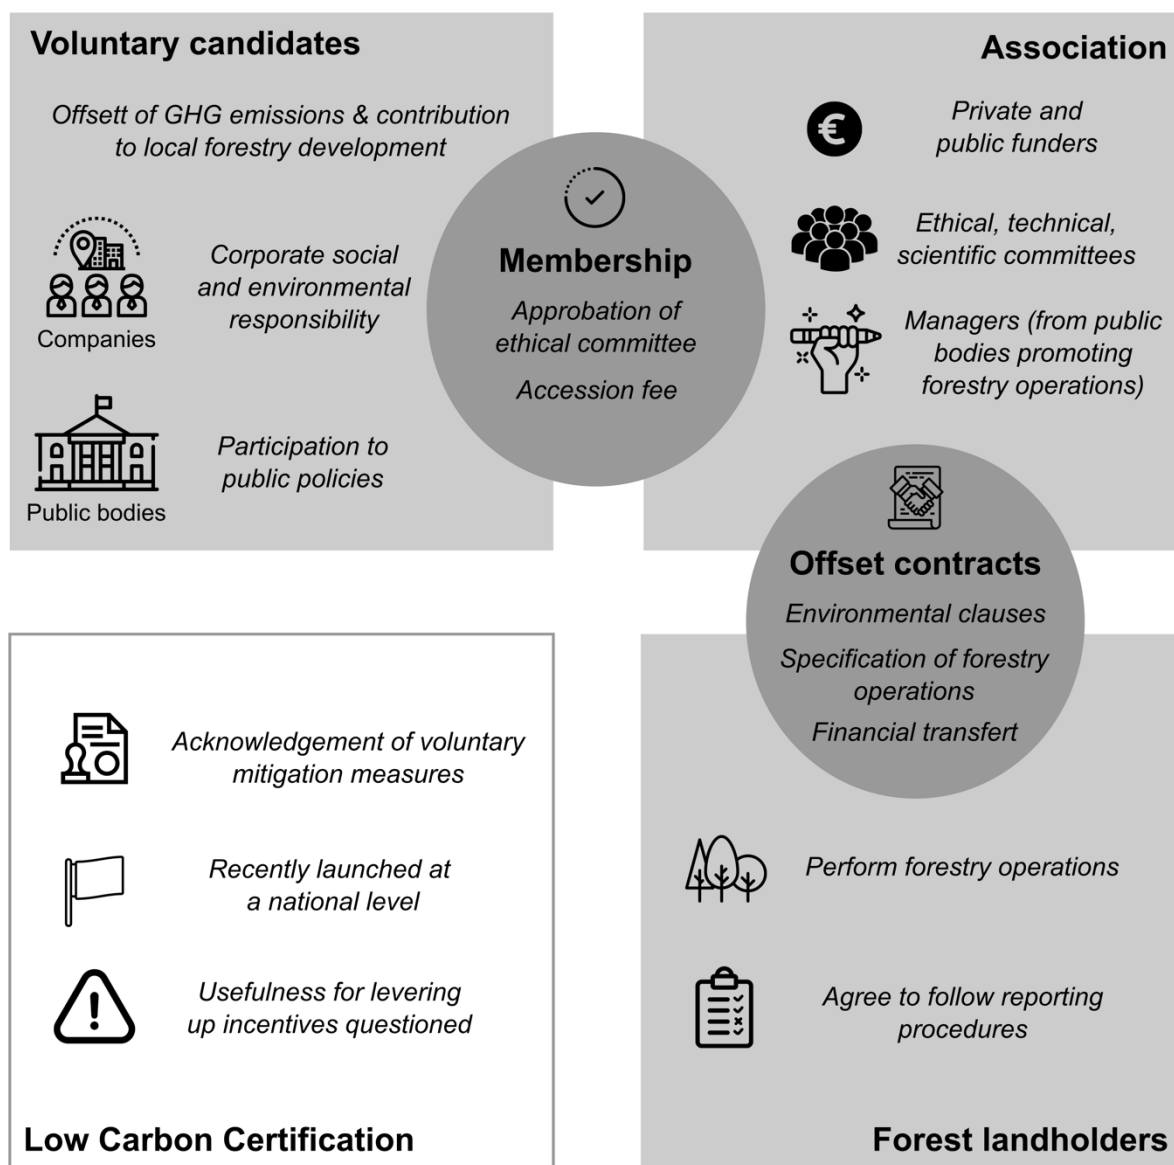 Voluntary candidates
Offsett of GHG emissions & contribution
to local forestry development
Corporate social
and environmental
responsibility
Companies
Participation to
public policies
Public bodies
Membership
Approbation of
ethical committee
Accession fee
Association
€
Private and
public funders
Ethical, technical,
scientific committees
Managers (from public
bodies promoting
forestry operations)
Offset contracts
Environmental clauses
Specification of forestry
operations
Financial transfert
Acknowledgement of voluntary
mitigation measures
Recently launched at
a national level
Usefulness for levering
up incentives questioned
Low Carbon Certification
Perform forestry operations
Agree to follow reporting
procedures
Forest landholders